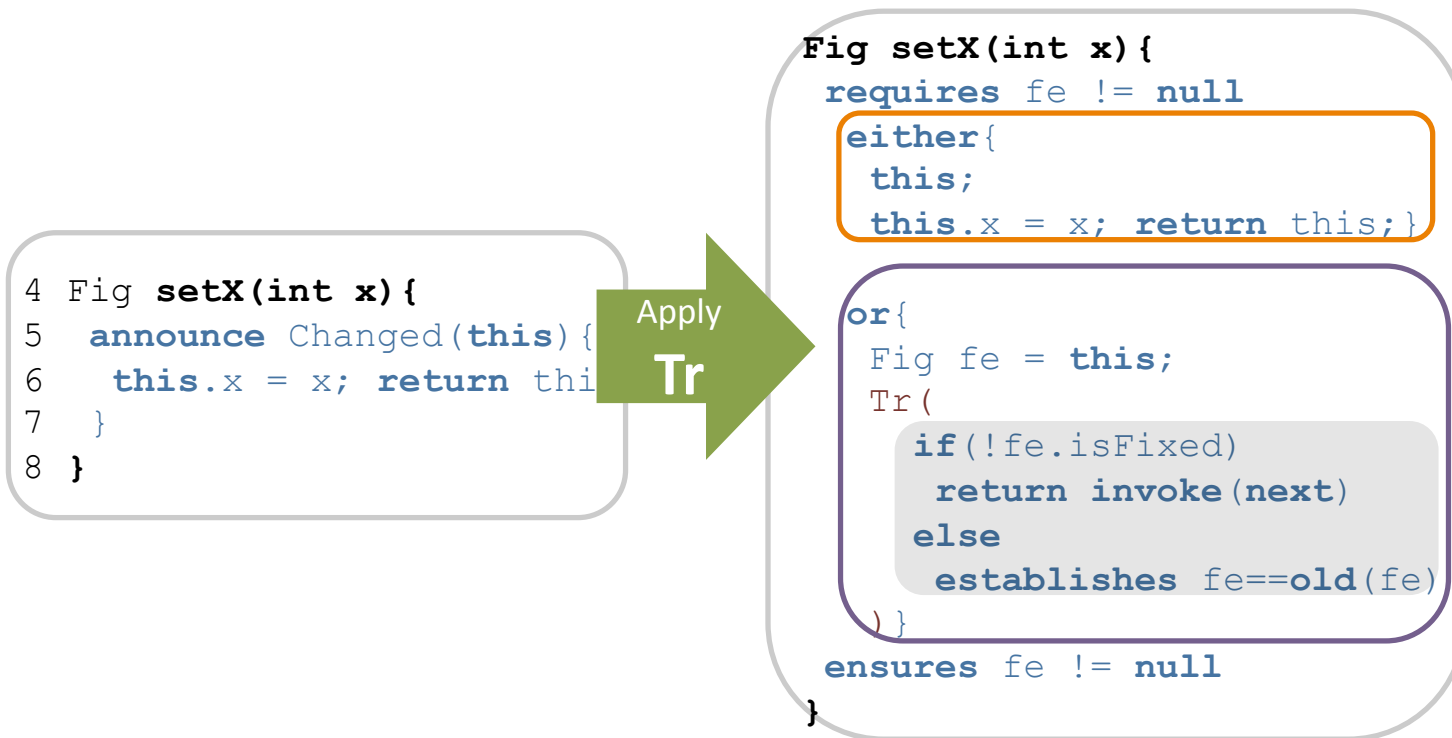 4 Fig setX(int x){
5 announce Changed(this){
6 this.x = x; return thi
7 }
8 }
Apply
Tr
Fig setX(int x){
requires fe != null
either{
this;
this.x = x; return this;}
or{
Fig fe = this;
Tr(
if(!fe.isFixed)
return invoke(next)
else
establishes fe==old(fe)
)}
ensures fe != null
}